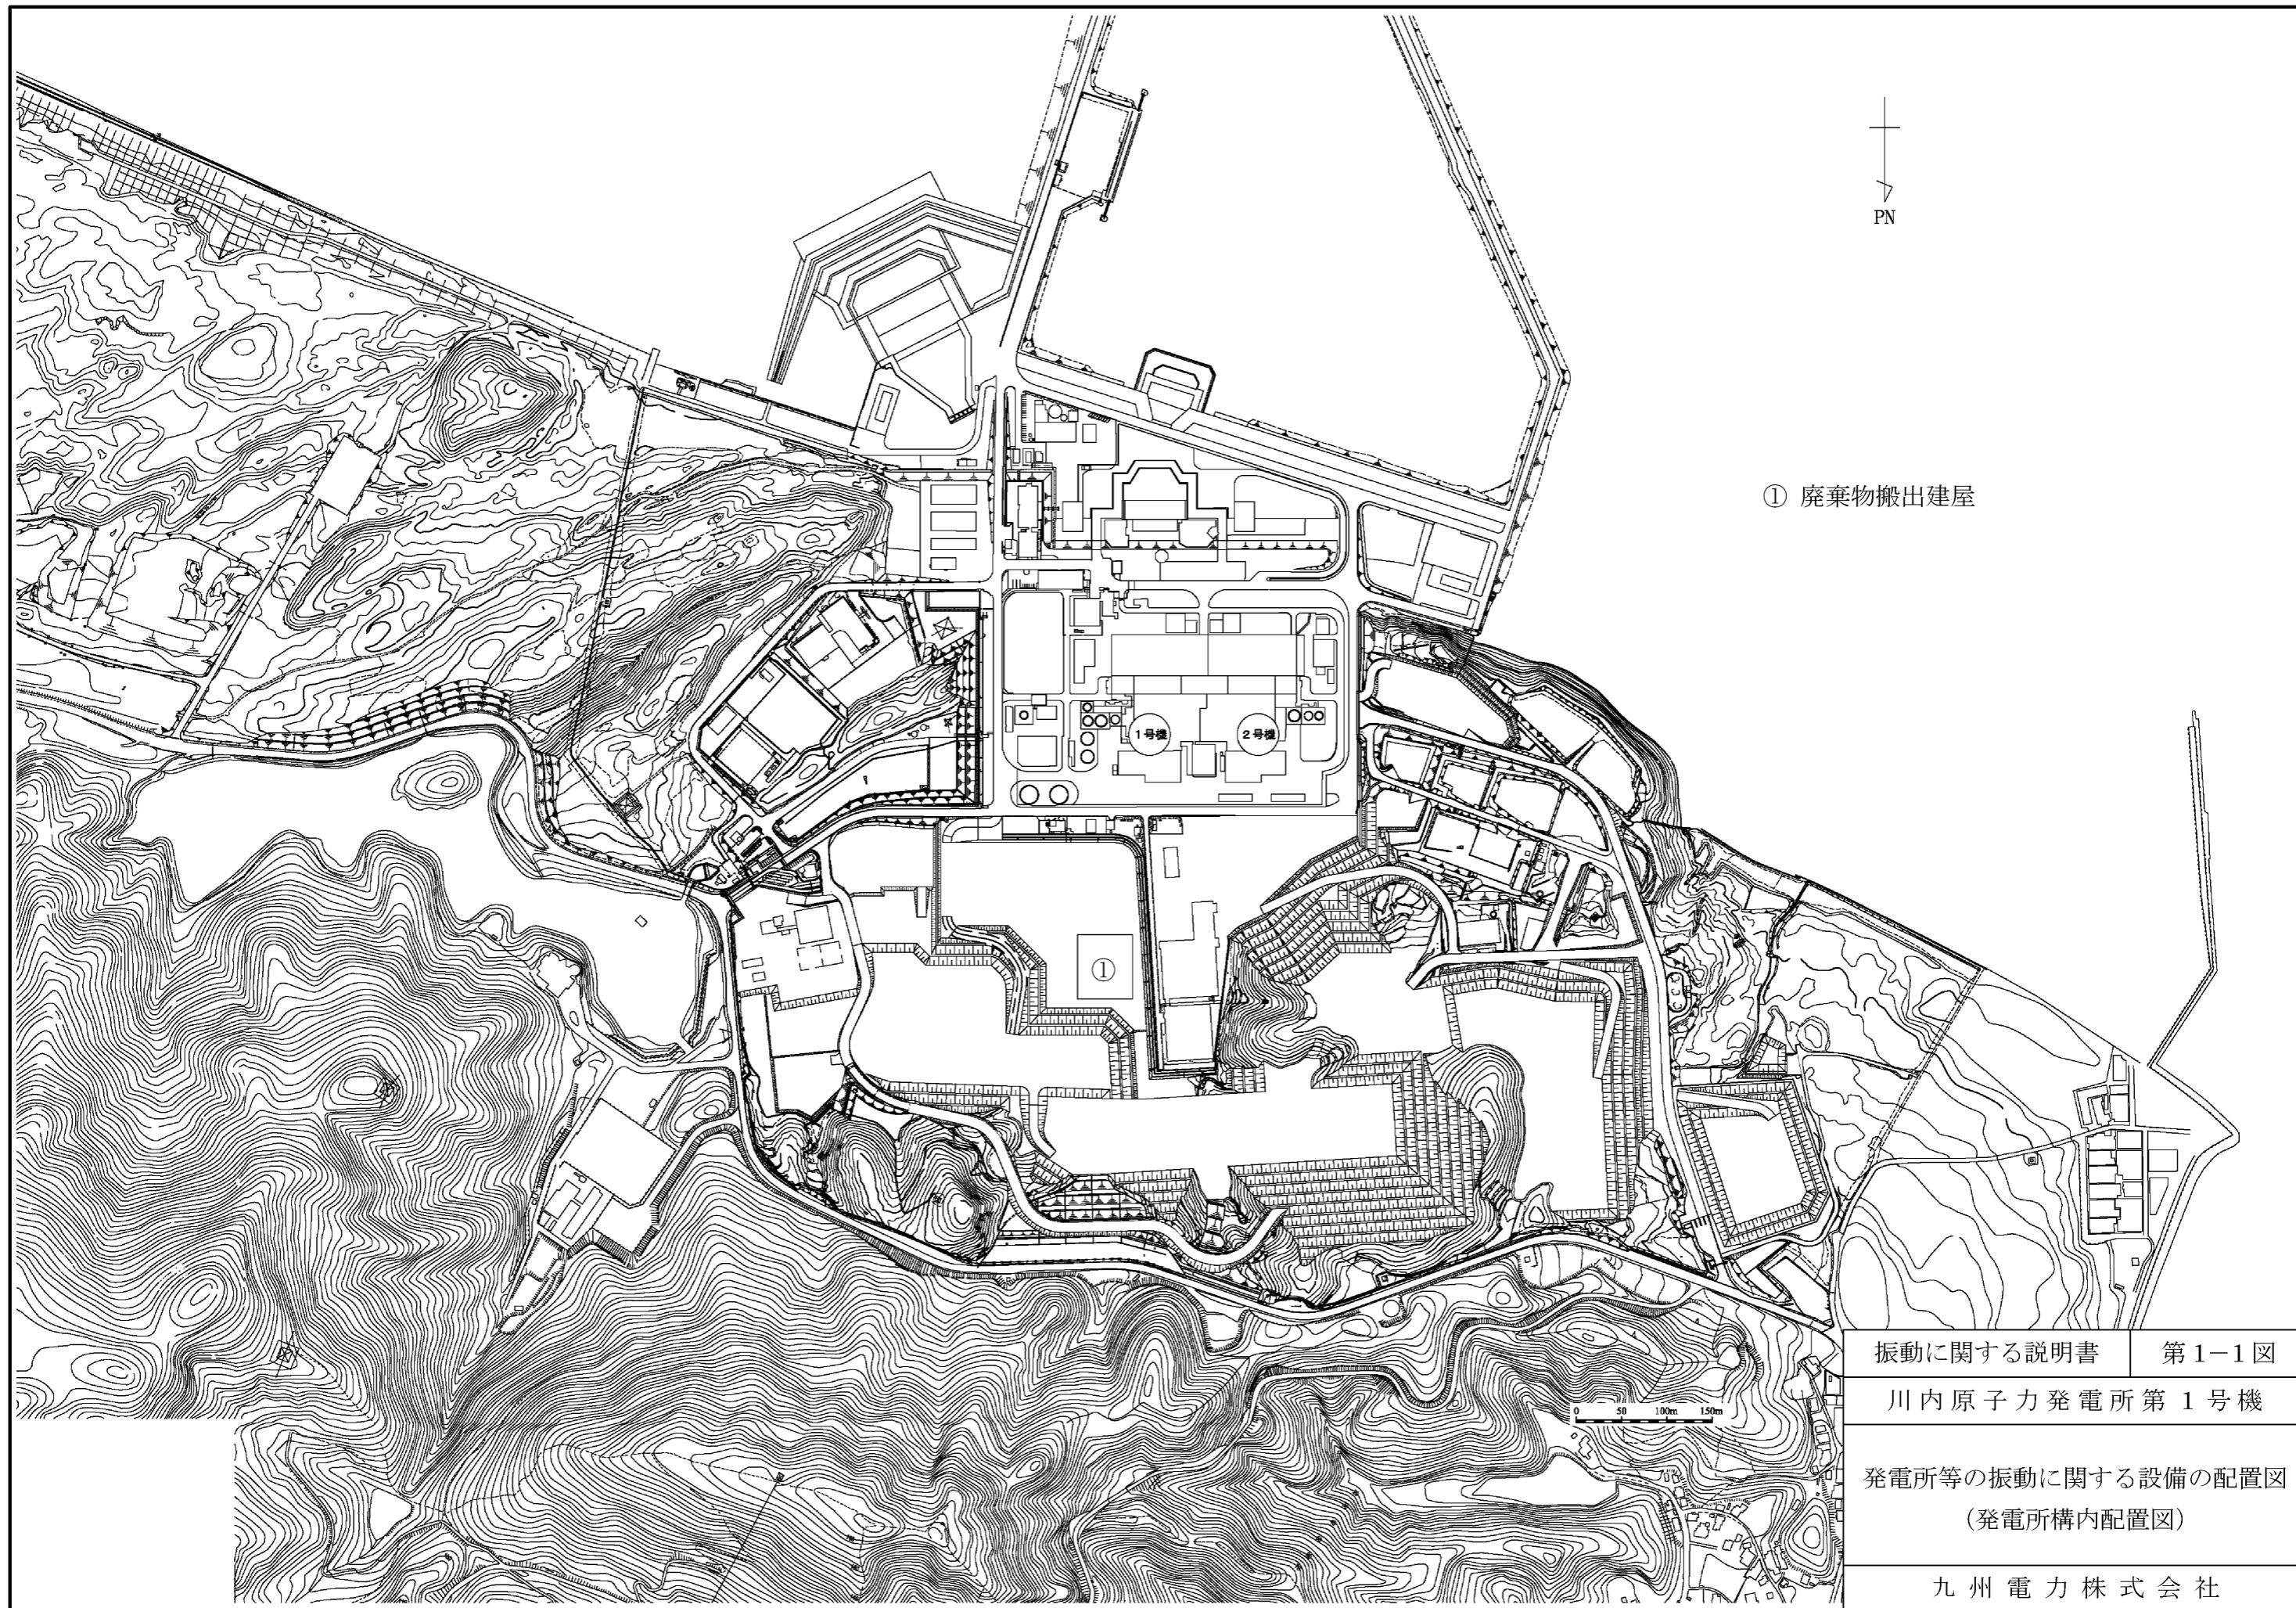 PN
① 廃棄物搬出建屋
1号機
2号機
①
0 50 100m 150m
振動に関する説明書 第1-1図
川内原子力発電所第1号機
発電所等の振動に関する設備の配置図
(発電所構内配置図)
九州電力株式会社